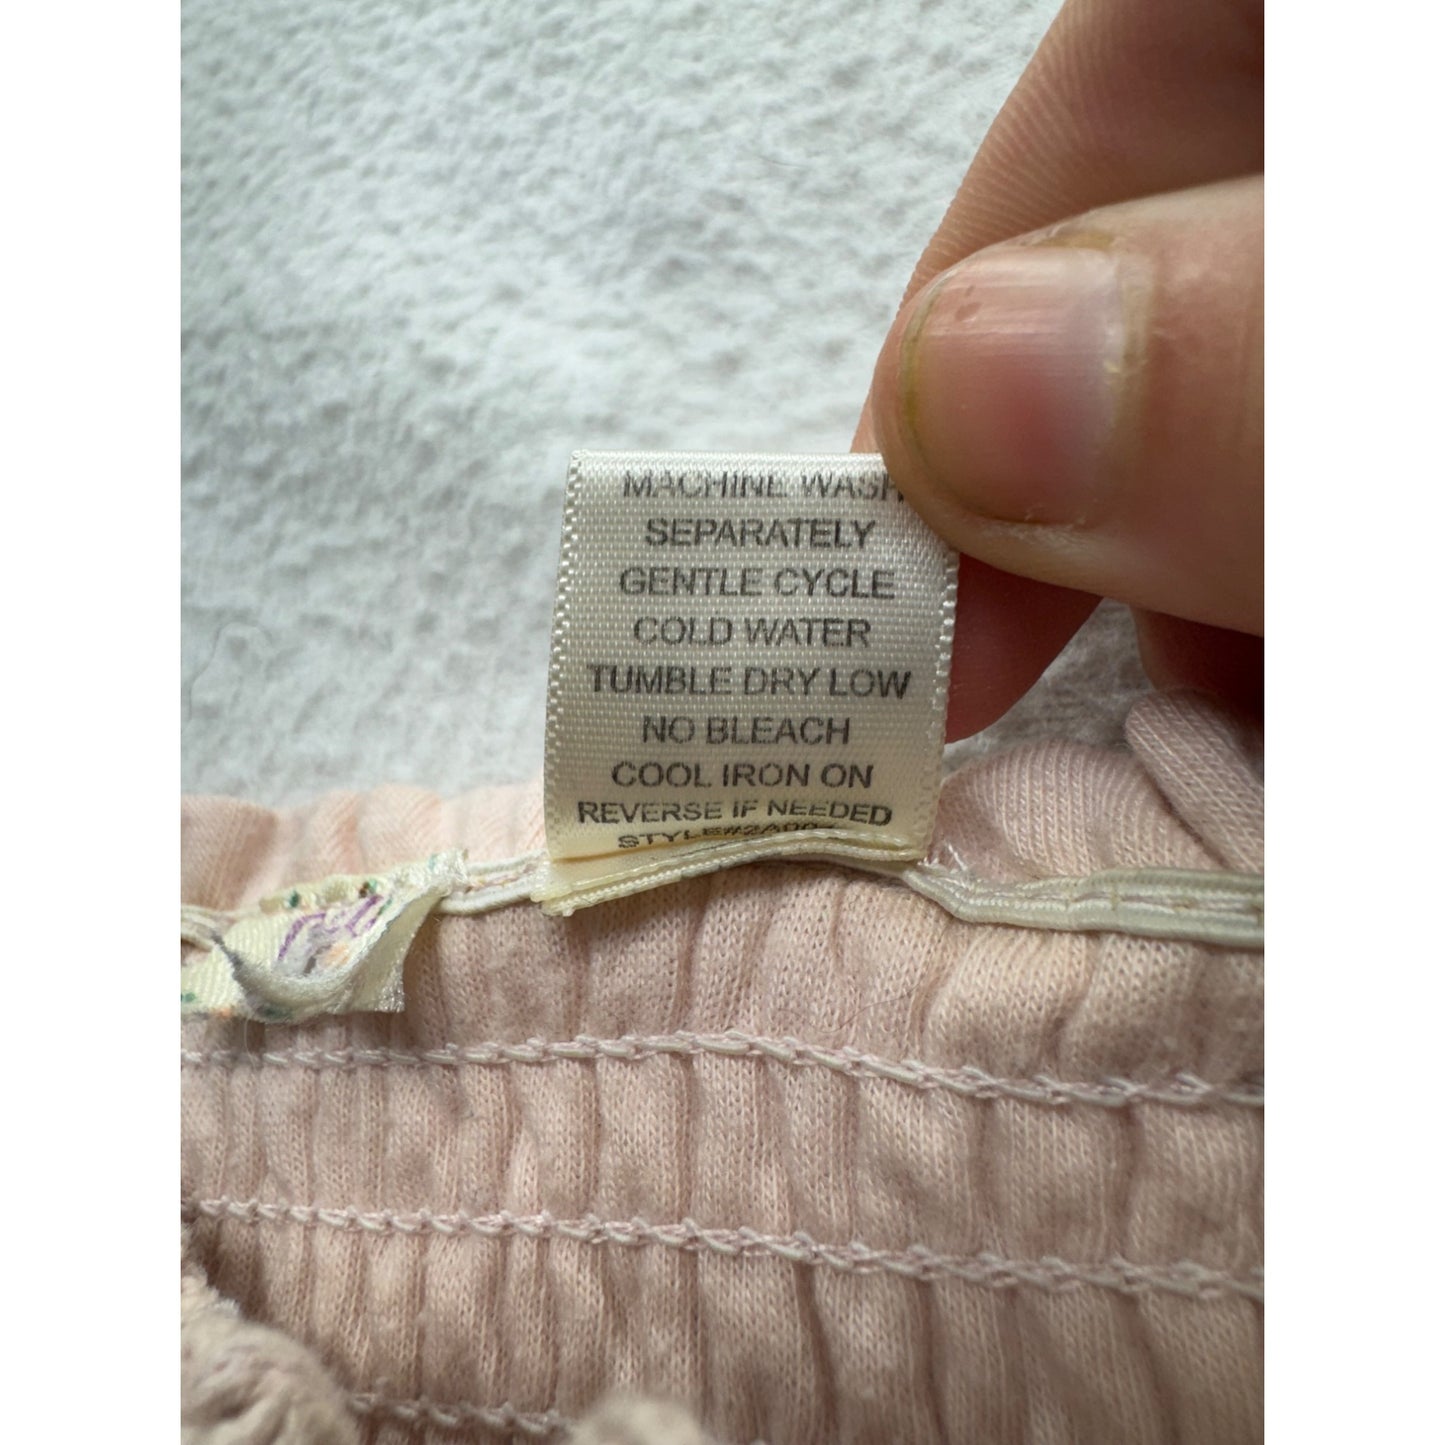 MACHINE WASH
SEPARATELY
GENTLE CYCLE
COLD WATER
TUMBLE DRY LOW
NO BLEACH
COOL IRON ON
REVERSE IF NEEDED